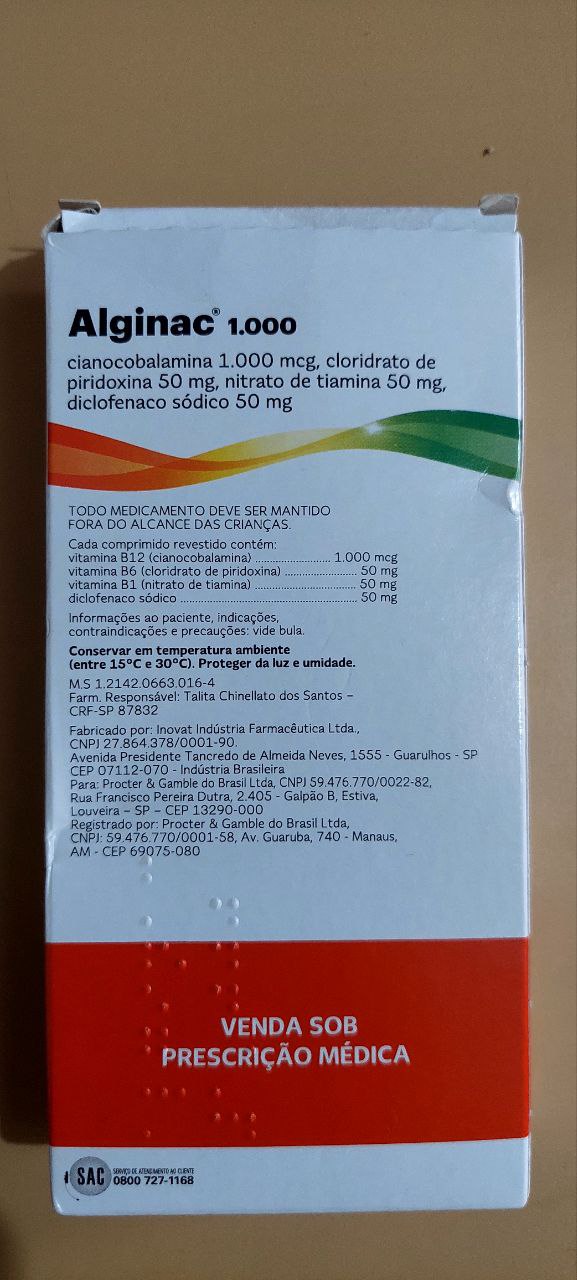 Alginac® 1.000
cianocobalamina 1.000 mcg, cloridrato de
piridoxina 50 mg, nitrato de tiamina 50 mg,
diclofenaco sódico 50 mg
TODO MEDICAMENTO DEVE SER MANTIDO
FORA DO ALCANCE DAS CRIANÇAS.
Cada comprimido revestido contém:
vitamina B12 (cianocobalamina) ......................... 1.000 mcg
vitamina B6 (cloridrato de piridoxina) ........................ 50 mg
vitamina B1 (nitrato de tiamina) .................................. 50 mg
diclofenaco sódico ........................................................... 50 mg
Informações ao paciente, indicações,
contraindicações e precauções: vide bula.
Conservar em temperatura ambiente
(entre 15ºC e 30ºC). Proteger da luz e umidade.
M.S 1.2142.0663.016-4
Farm. Responsável: Talita Chinellato dos Santos –
CRF-SP 87832
Fabricado por: Inovat Indústria Farmacêutica Ltda.,
CNPJ 27.864.378/0001-90.
Avenida Presidente Tancredo de Almeida Neves, 1555 - Guarulhos - SP
CEP 07112-070 - Indústria Brasileira
Para: Procter & Gamble do Brasil Ltda, CNPJ 59.476.770/0022-82,
Rua Francisco Pereira Dutra, 2.405 - Galpão B, Estiva,
Louveira – SP – CEP 13290-000
Registrado por: Procter & Gamble do Brasil Ltda,
CNPJ: 59.476.770/0001-58, Av. Guaruba, 740 - Manaus,
AM - CEP 69075-080
VENDA SOB
PRESCRIÇÃO MÉDICA
SAC SERVIÇO DE ATENDIMENTO AO CLIENTE
0800 727-1168